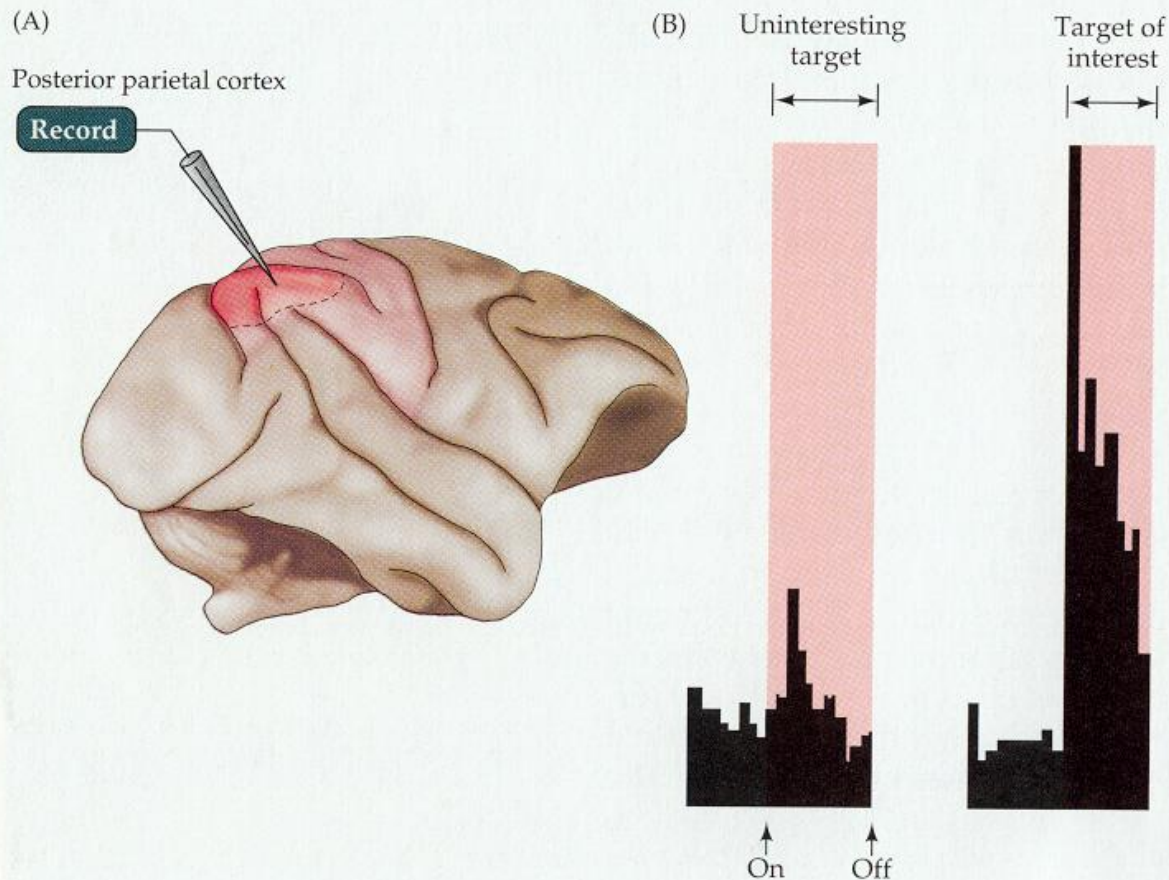 (A)
Posterior parietal cortex
Record
(B)
Uninteresting
target
Target of
interest
On
Off